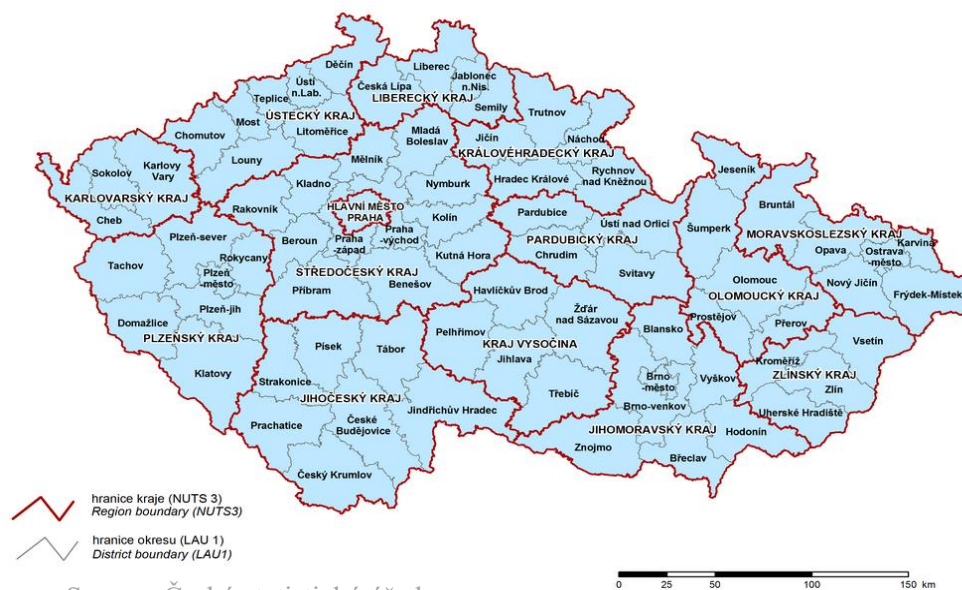 Děčín
Liberec
Ústí
n.Lab.
Česká Lípa
Jablonec
n.Nis.
Teplice
LIBERECKÝ KRAJ
Semily
Most
ÚSTECKÝ KRAJ
Trutnov
Chomutov
Litoměřice
Mladá
Boleslav
Jičín
Náchod
KRÁLOVÉHRADECKÝ KRAJ
Louny
Mělník
Karlovy
Vary
Sokolov
Kladno
Nymburk
Hradec Králové
Rychnov
nad Kněžnou
Jeseník
KARLOVARSKÝ KRAJ
Cheb
Rakovník
HLAVNÍ MĚSTO
PRAHA
Kolín
Pardubice
Bruntál
Ústí nad Orlicí
Plzeň-sever
Beroun
Praha
-západ
Praha
-východ
PARDUBICKÝ KRAJ
Šumperk
MORAVSKOSLEZSKÝ KRAJ
Rokycany
Kutná Hora
Chrudim
Opava
Ostrava
-město
Karviná
Tachov
Plzeň
-město
STŘEDOČESKÝ KRAJ
Svitavy
Olomouc
Nový Jičín
Příbram
Benešov
Havlíčkův Brod
OLOMOUCKÝ KRAJ
Frýdek-Místek
Plzeň-jih
Žďár
nad Sázavou
Prostějov
Přerov
Domažlice
PLZEŇSKÝ KRAJ
Písek
Tábor
Pelhřimov
KRAJ VYSOČINA
Blansko
Vsetín
Jihlava
Kroměříž
ZLÍNSKÝ KRAJ
Klatovy
Strakonice
JIHOČESKÝ KRAJ
Třebíč
Brno
-město
Vyškov
Zlín
Jindřichův Hradec
Brno-venkov
Uherské Hradiště
Prachatice
České
Budějovice
JIHOMORAVSKÝ KRAJ
Hodonín
Znojmo
Břeclav
Český Krumlov
hranice kraje (NUTS 3)
Region boundary (NUTS3)
hranice okresu (LAU 1)
District boundary (LAU1)
0 25 50 100 150 km